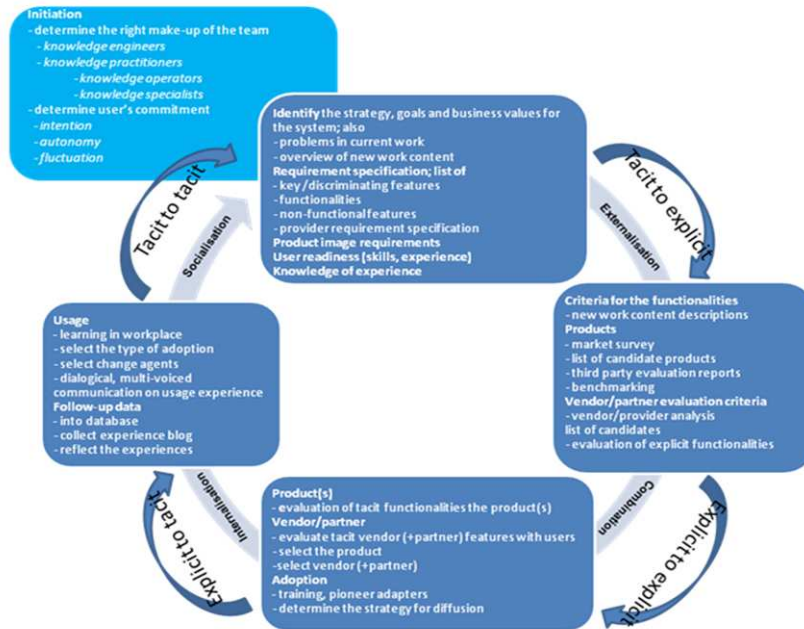 Initiation
- determine the right make-up of the team
- knowledge engineers
- knowledge practitioners
- knowledge operators
- knowledge specialists
- determine user's commitment
- intention
- autonomy
- fluctuation
Identify the strategy, goals and business values for
the system; also
- problems in current work
- overview of new work content
Requirement specification; list of
- key /discriminating features
- functionalities
- non-functional features
- provider requirement specification
Product image requirements
User readiness (skills, experience)
Knowledge of experience
Tacit to tacit
Socialisation
Tacit to explicit
Externalisation
Usage
- learning in workplace
- select the type of adoption
- select change agents
- dialogical, multi-voiced
communication on usage experience
Follow-up data
- into database
- collect experience blog
- reflect the experiences
Criteria for the functionalities
- new work content descriptions
Products
- market survey
- list of candidate products
- third party evaluation reports
- benchmarking
Vendor/partner evaluation criteria
- vendor/provider analysis
list of candidates
- evaluation of explicit functionalities
Explicit to tacit
Internalisation
Product(s)
- evaluation of tacit functionalities the product(s)
Vendor/partner
- evaluate tacit vendor (+partner) features with users
- select the product
-select vendor (+partner)
Adoption
- training, pioneer adapters
- determine the strategy for diffusion
Combination
Explicit to explicit